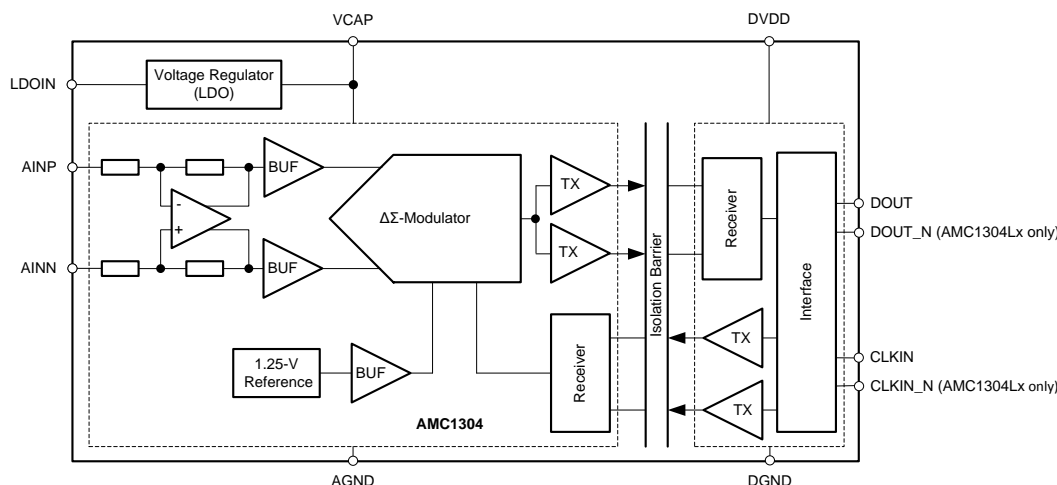 VCAP
DVDD
LDOIN
Voltage Regulator
(LDO)
AINP
BUF
TX
-
+
ΔΣ-Modulator
Isolation Barrier
Receiver
Interface
DOUT
DOUT_N (AMC1304Lx only)
AINN
BUF
TX
1.25-V
Reference
BUF
Receiver
TX
CLKIN
CLKIN_N (AMC1304Lx only)
TX
AMC1304
AGND
DGND